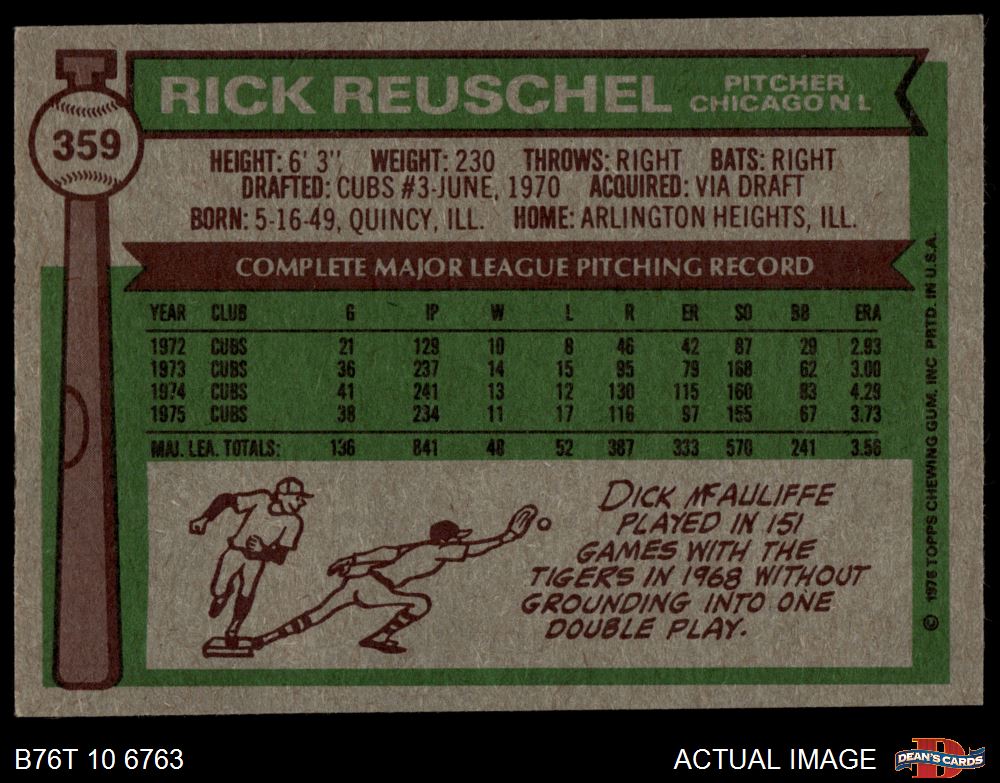 359
RICK REUSCHEL
PITCHER
CHICAGO N L
HEIGHT: 6' 3" WEIGHT: 230 THROWS: RIGHT BATS: RIGHT
DRAFTED: CUBS #3-JUNE, 1970 ACQUIRED: VIA DRAFT
BORN: 5-16-49, QUINCY, ILL. HOME: ARLINGTON HEIGHTS, ILL.
COMPLETE MAJOR LEAGUE PITCHING RECORD
YEAR CLUB G IP W L R ER SO BB ERA
1972 CUBS 21 129 10 8 46 42 87 29 2.93
1973 CUBS 36 237 14 15 95 79 168 62 3.00
1974 CUBS 41 241 13 12 130 115 160 83 4.29
1975 CUBS 38 234 11 17 116 97 155 67 3.73
MAJ. LEA. TOTALS: 136 841 48 52 387 333 570 241 3.56
DICK McAULIFFE
PLAYED IN 151
GAMES WITH THE
TIGERS IN 1968 WITHOUT
GROUNDING INTO ONE
DOUBLE PLAY.
© 1976 TOPPS CHEWING GUM, INC PRTD. IN U.S.A.
B76T 10 6763
ACTUAL IMAGE
D
DEAN'S CARDS